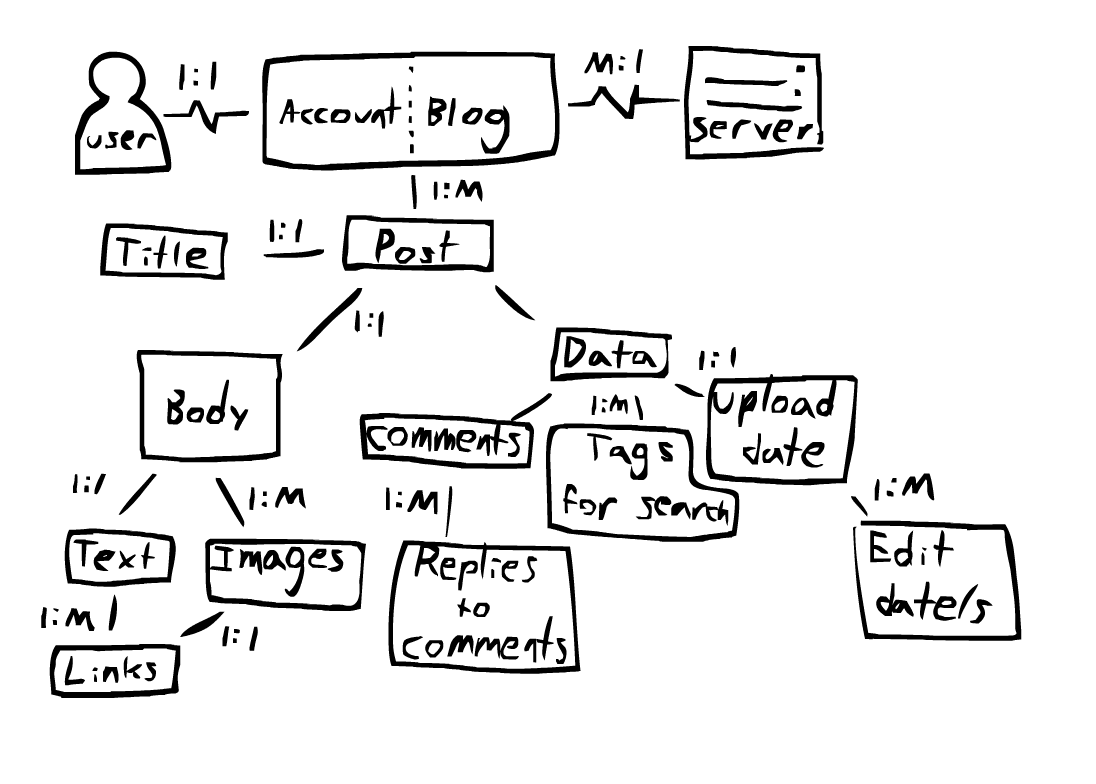 1:1
M:1
user
Account
Blog
server
1:M
Title
1:1
Post
1:1
Data
1:1
Body
comments
1:M
upload
date
Tags
for search
1:1
1:M
1:M
1:M
Text
Images
Replies
to
comments
Edit
date/s
1:M
1:1
Links